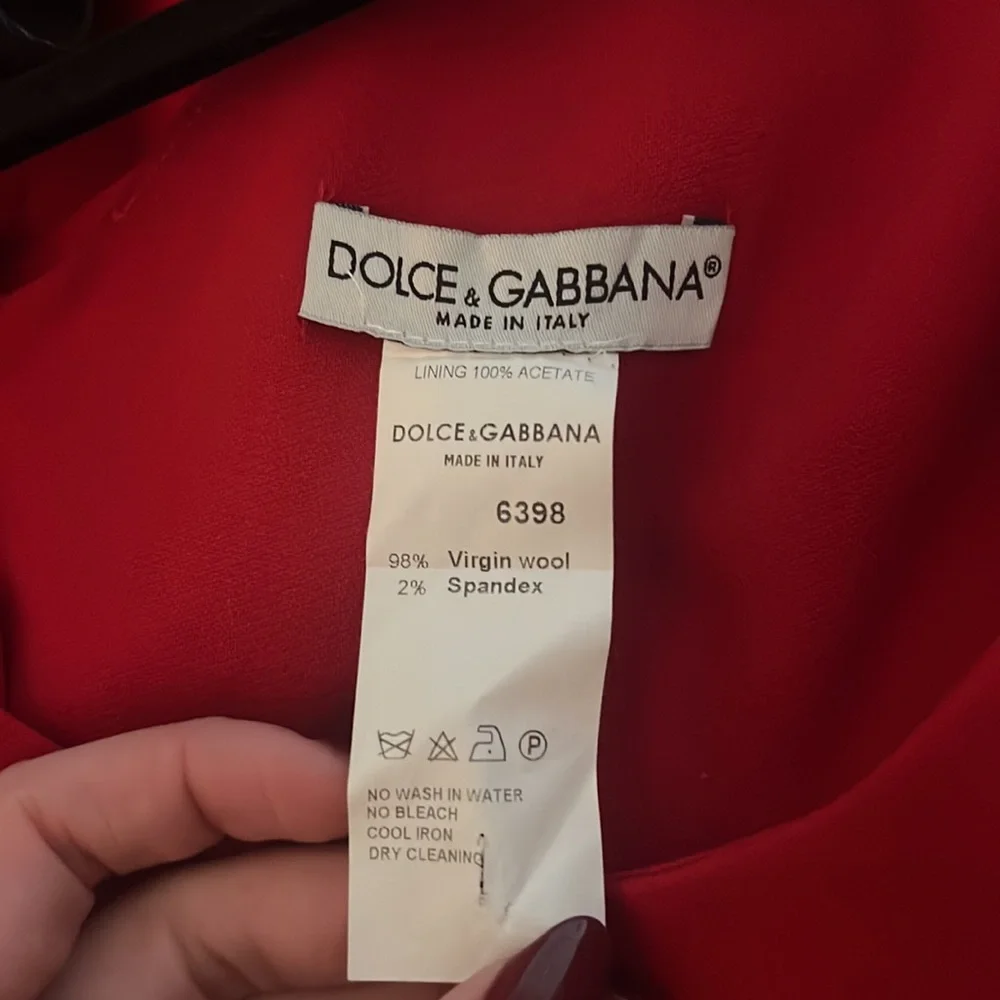 DOLCE & GABBANA®
MADE IN ITALY
LINING 100% ACETATE
DOLCE & GABBANA
MADE IN ITALY
6398
98% Virgin wool
2% Spandex
P
NO WASH IN WATER
NO BLEACH
COOL IRON
DRY CLEANING